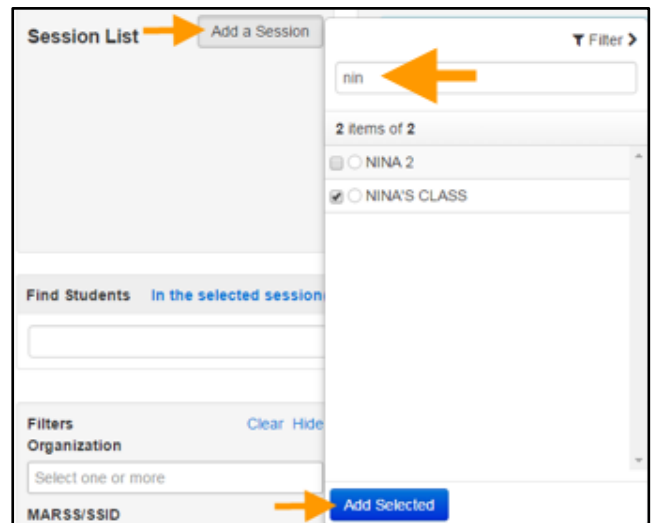 Session List
Add a Session
Filter
nin
2 items of 2
NINA 2
NINA'S CLASS
Find Students In the selected session
Filters Clear Hide
Organization
Select one or more
MARSS/SSID
Add Selected